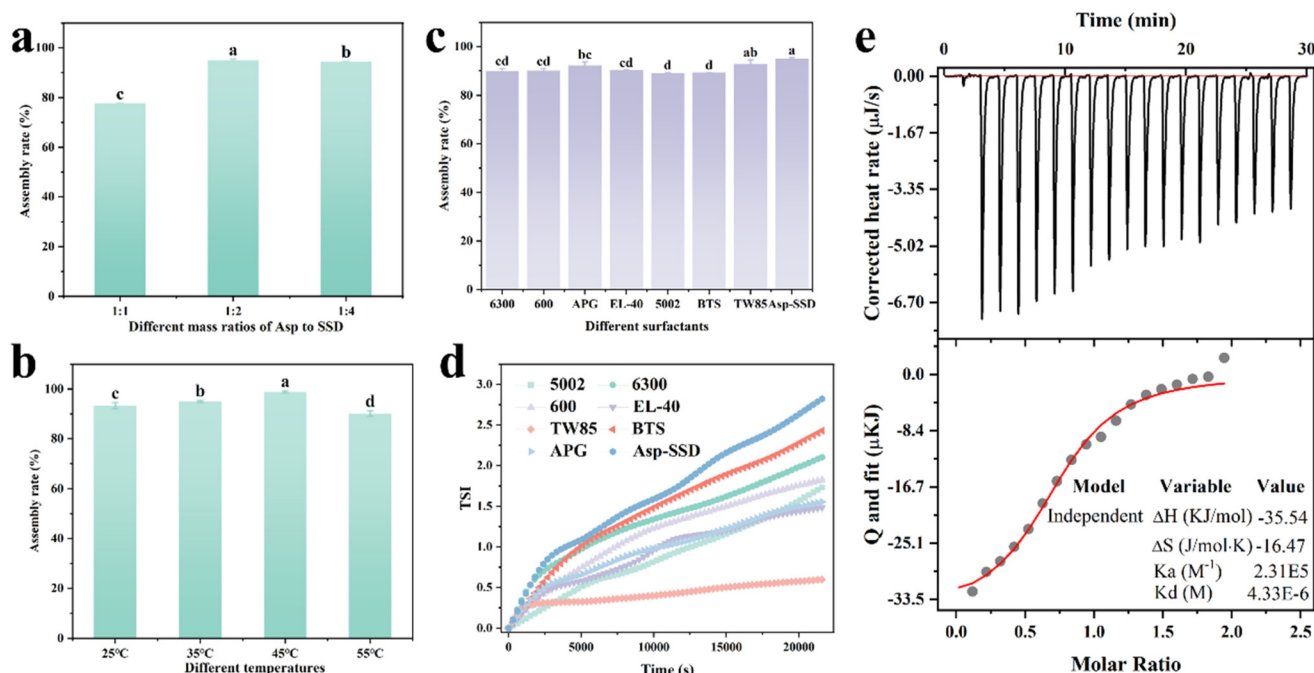 a
Assembly rate (%)
100
80
60
40
20
0
c
a
b
1:1 1:2 1:4
Different mass ratios of Asp to SSD
b
Assembly rate (%)
100
80
60
40
20
0
c
b
a
d
25°C 35°C 45°C 55°C
Different temperatures
c
Assembly rate (%)
100
80
60
40
20
0
cd cd bc cd d d ab a
6300 600 APG EL-40 5002 BTS TW85 Asp-SSD
Different surfactants
d
TSI
3.0
2.5
2.0
1.5
1.0
0.5
0.0
5002 6300
600 EL-40
TW85 BTS
APG Asp-SSD
0 5000 10000 15000 20000
Time (s)
e
Time (min)
0 10 20 30
Corrected heat rate (μJ/s)
0.00
-1.67
-3.35
-5.02
-6.70
Q and fit (μKJ)
0.0
-8.4
-16.7
-25.1
-33.5
Model Variable Value
Independent ΔH (KJ/mol) -35.54
ΔS (J/mol·K) -16.47
Ka (M⁻¹) 2.31E5
Kd (M) 4.33E-6
0.0 0.5 1.0 1.5 2.0 2.5
Molar Ratio